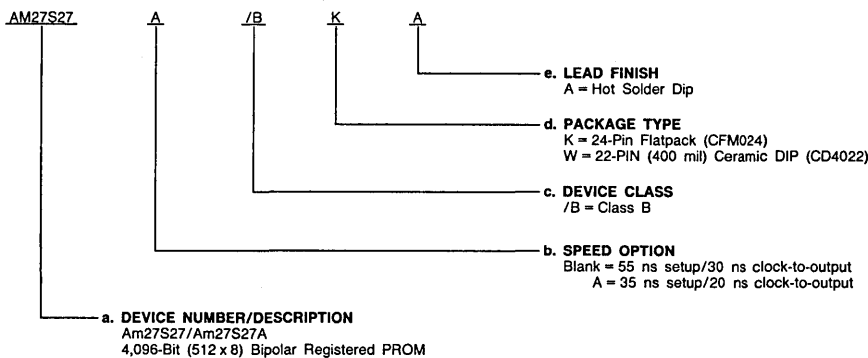 AM27S27 A /B K A
e. LEAD FINISH
A = Hot Solder Dip
d. PACKAGE TYPE
K = 24-Pin Flatpack (CFM024)
W = 22-PIN (400 mil) Ceramic DIP (CD4022)
c. DEVICE CLASS
/B = Class B
b. SPEED OPTION
Blank = 55 ns setup/30 ns clock-to-output
A = 35 ns setup/20 ns clock-to-output
a. DEVICE NUMBER/DESCRIPTION
Am27S27/Am27S27A
4,096-Bit (512 x 8) Bipolar Registered PROM